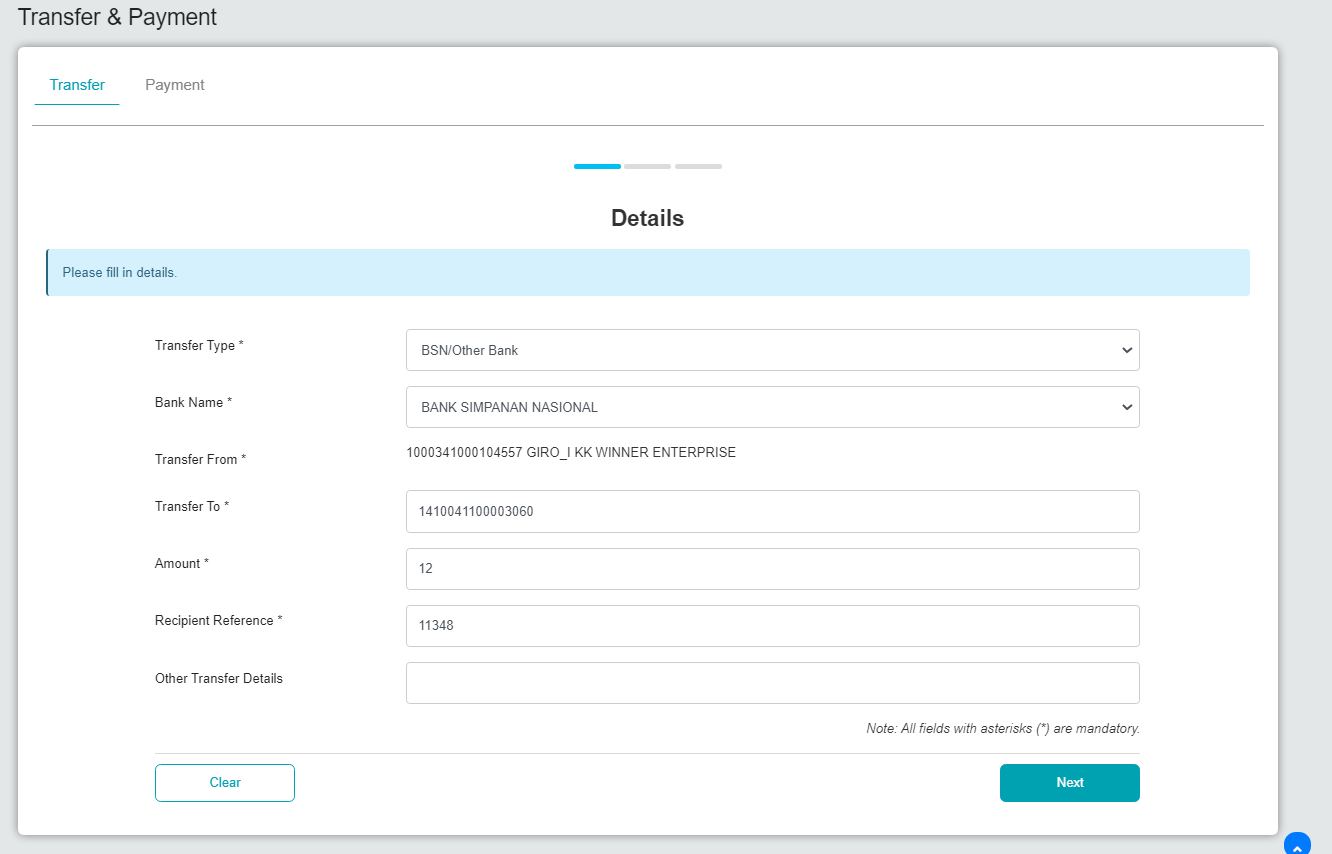 Transfer & Payment
Transfer Payment
Details
Please fill in details.
Transfer Type * BSN/Other Bank
Bank Name * BANK SIMPANAN NASIONAL
Transfer From * 1000341000104557 GIRO_I KK WINNER ENTERPRISE
Transfer To * 1410041100003060
Amount * 12
Recipient Reference * 11348
Other Transfer Details
Note: All fields with asterisks (*) are mandatory.
Clear Next